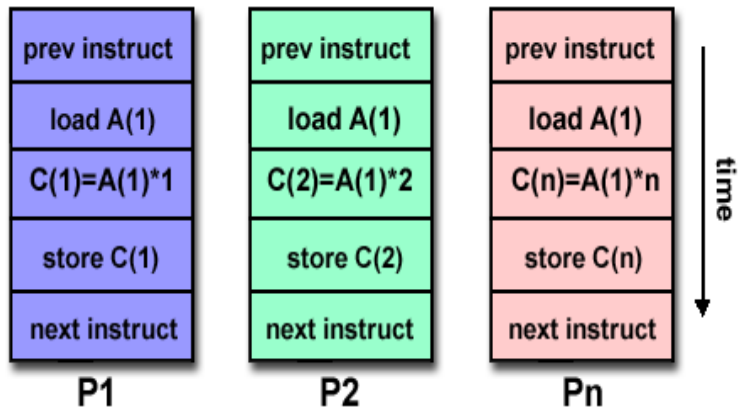 prev instruct
load A(1)
C(1)=A(1)*1
store C(1)
next instruct
P1
prev instruct
load A(1)
C(2)=A(1)*2
store C(2)
next instruct
P2
prev instruct
load A(1)
C(n)=A(1)*n
store C(n)
next instruct
Pn
time